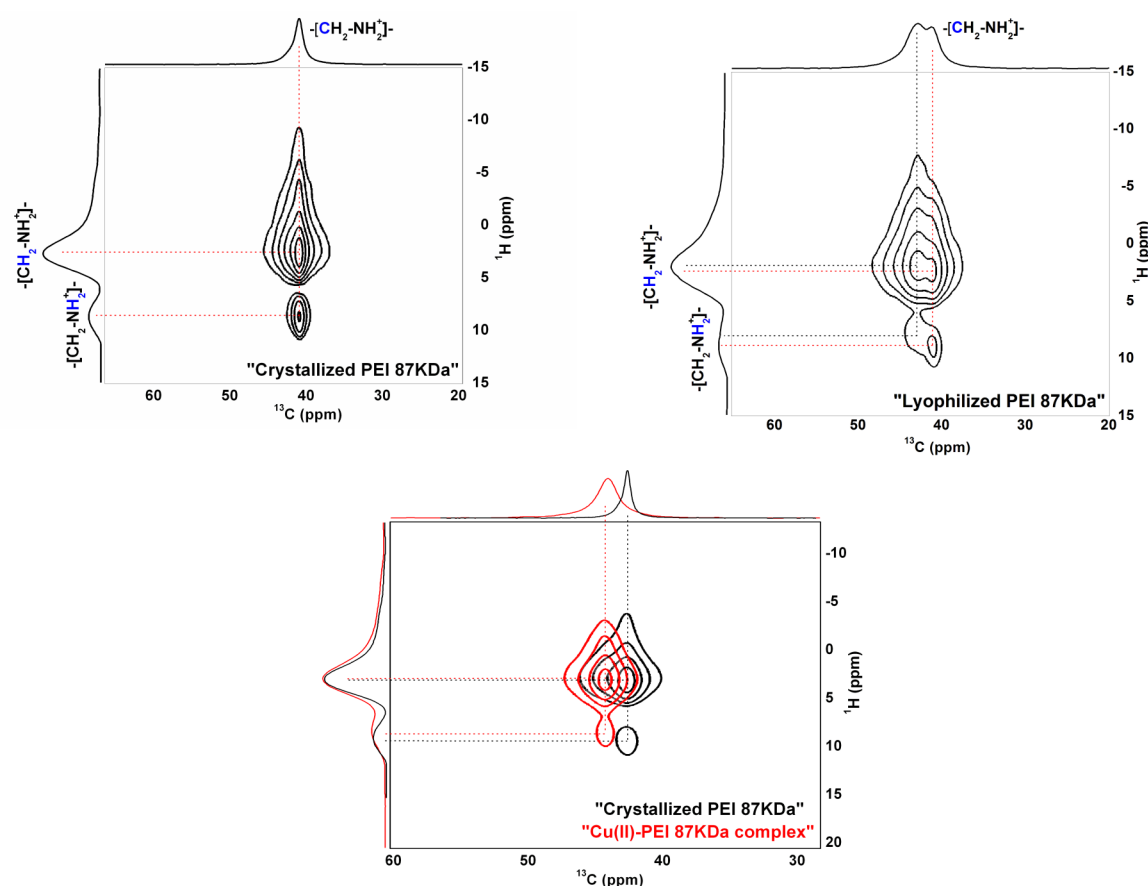 -[CH₂-NH₂⁺]-
-15
-10
-5
0
5
10
15
¹H (ppm)
-[CH₂-NH₂⁺]-
-[CH₂-NH₂⁺]-
"Crystallized PEI 87KDa"
60
50
40
30
20
¹³C (ppm)
-[CH₂-NH₂⁺]-
-15
-10
-5
0
5
10
15
¹H (ppm)
-[CH₂-NH₂⁺]-
-[CH₂-NH₂⁺]-
"Lyophilized PEI 87KDa"
60
50
40
30
20
¹³C (ppm)
-10
-5
0
5
10
15
20
¹H (ppm)
"Crystallized PEI 87KDa"
"Cu(II)-PEI 87KDa complex"
60
50
40
30
¹³C (ppm)